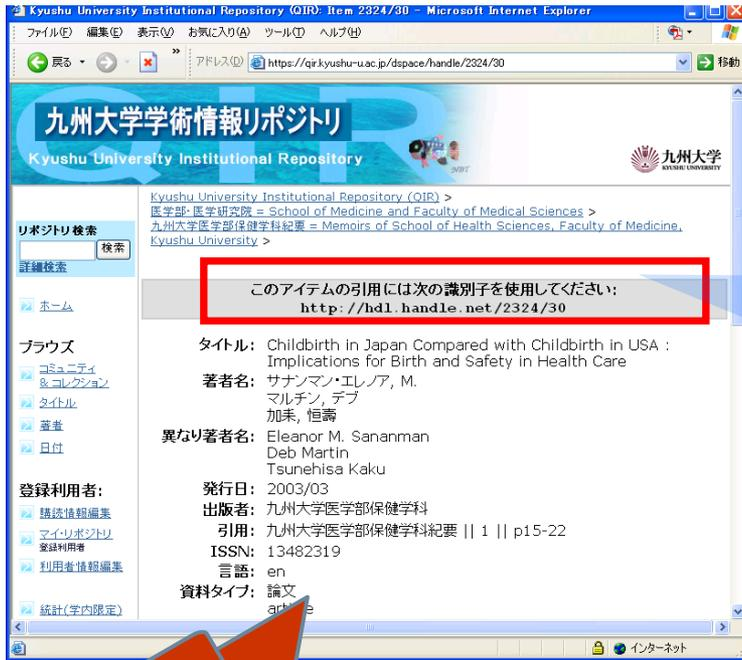 Kyushu University Institutional Repository (QIR): Item 2324/30 - Microsoft Internet Explorer
ファイル(F) 編集(E) 表示(V) お気に入り(A) ツール(T) ヘルプ(H)
戻る
アドレス(D) https://qir.kyushu-u.ac.jp/dspace/handle/2324/30 移動
九州大学学術情報リポジトリ
Kyushu University Institutional Repository
九州大学
KYUSHU UNIVERSITY
Kyushu University Institutional Repository (QIR) >
医学部・医学研究院 = School of Medicine and Faculty of Medical Sciences >
九州大学医学部保健学科紀要 = Memoirs of School of Health Sciences, Faculty of Medicine,
Kyushu University >
リポジトリ検索
検索
詳細検索
ホーム
ブラウズ
コミュニティ
& コレクション
タイトル
著者
日付
登録利用者:
購読情報編集
マイ・リポジトリ
登録利用者
利用者情報編集
統計(学内限定)
このアイテムの引用には次の識別子を使用してください:
http://hdl.handle.net/2324/30
タイトル: Childbirth in Japan Compared with Childbirth in USA :
Implications for Birth and Safety in Health Care
著者名: サナンマン・エレノア, M.
マルチン, デブ
加来, 恒壽
異なり著者名: Eleanor M. Sananman
Deb Martin
Tsunehisa Kaku
発行日: 2003/03
出版者: 九州大学医学部保健学科
引用: 九州大学医学部保健学科紀要 || 1 || p15-22
ISSN: 13482319
言語: en
資料タイプ: 論文
インターネット